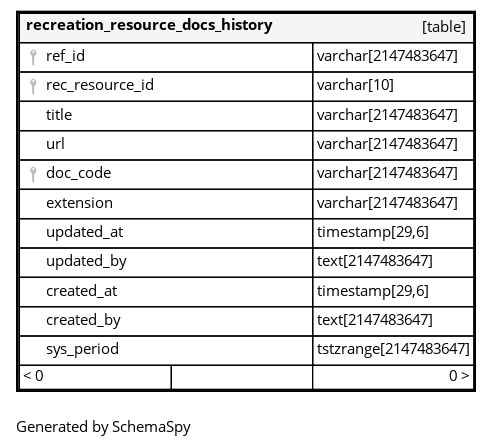 recreation_resource_docs_history [table]
ref_id varchar[2147483647]
rec_resource_id varchar[10]
title varchar[2147483647]
url varchar[2147483647]
doc_code varchar[2147483647]
extension varchar[2147483647]
updated_at timestamp[29,6]
updated_by text[2147483647]
created_at timestamp[29,6]
created_by text[2147483647]
sys_period tstzrange[2147483647]
< 0 0 >
Generated by SchemaSpy